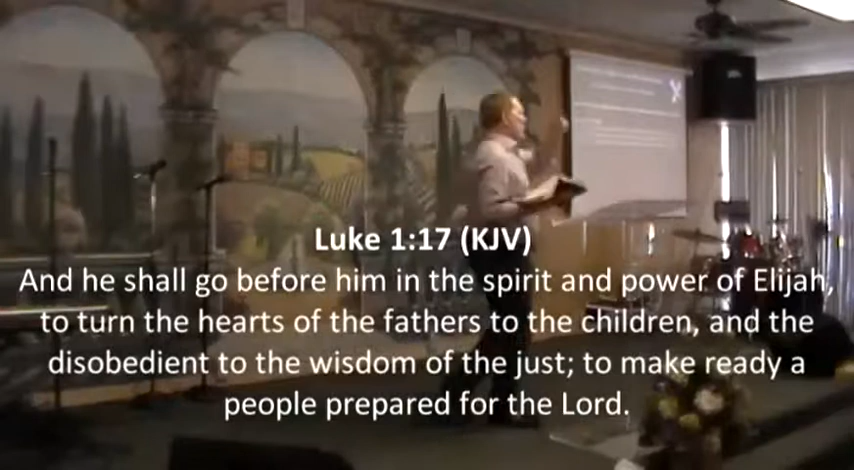 Luke 1:17 (KJV)
And he shall go before him in the spirit and power of Elijah,
to turn the hearts of the fathers to the children, and the
disobedient to the wisdom of the just; to make ready a
people prepared for the Lord.